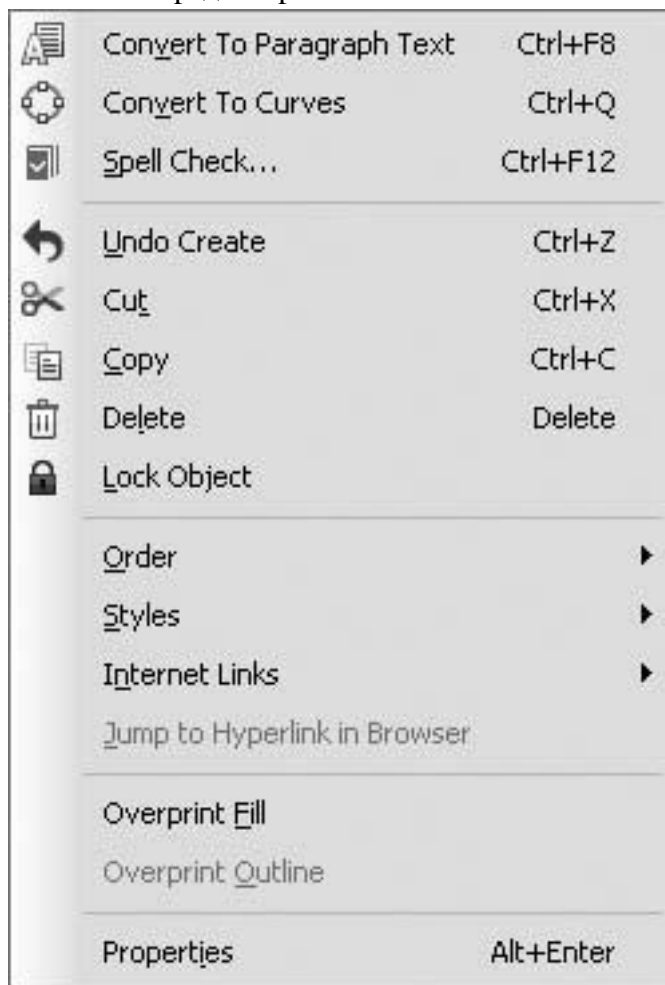 Convert To Paragraph Text Ctrl+F8
Convert To Curves Ctrl+Q
Spell Check... Ctrl+F12
Undo Create Ctrl+Z
Cut Ctrl+X
Copy Ctrl+C
Delete Delete
Lock Object
Order
Styles
Internet Links
Jump to Hyperlink in Browser
Overprint Fill
Overprint Outline
Properties Alt+Enter